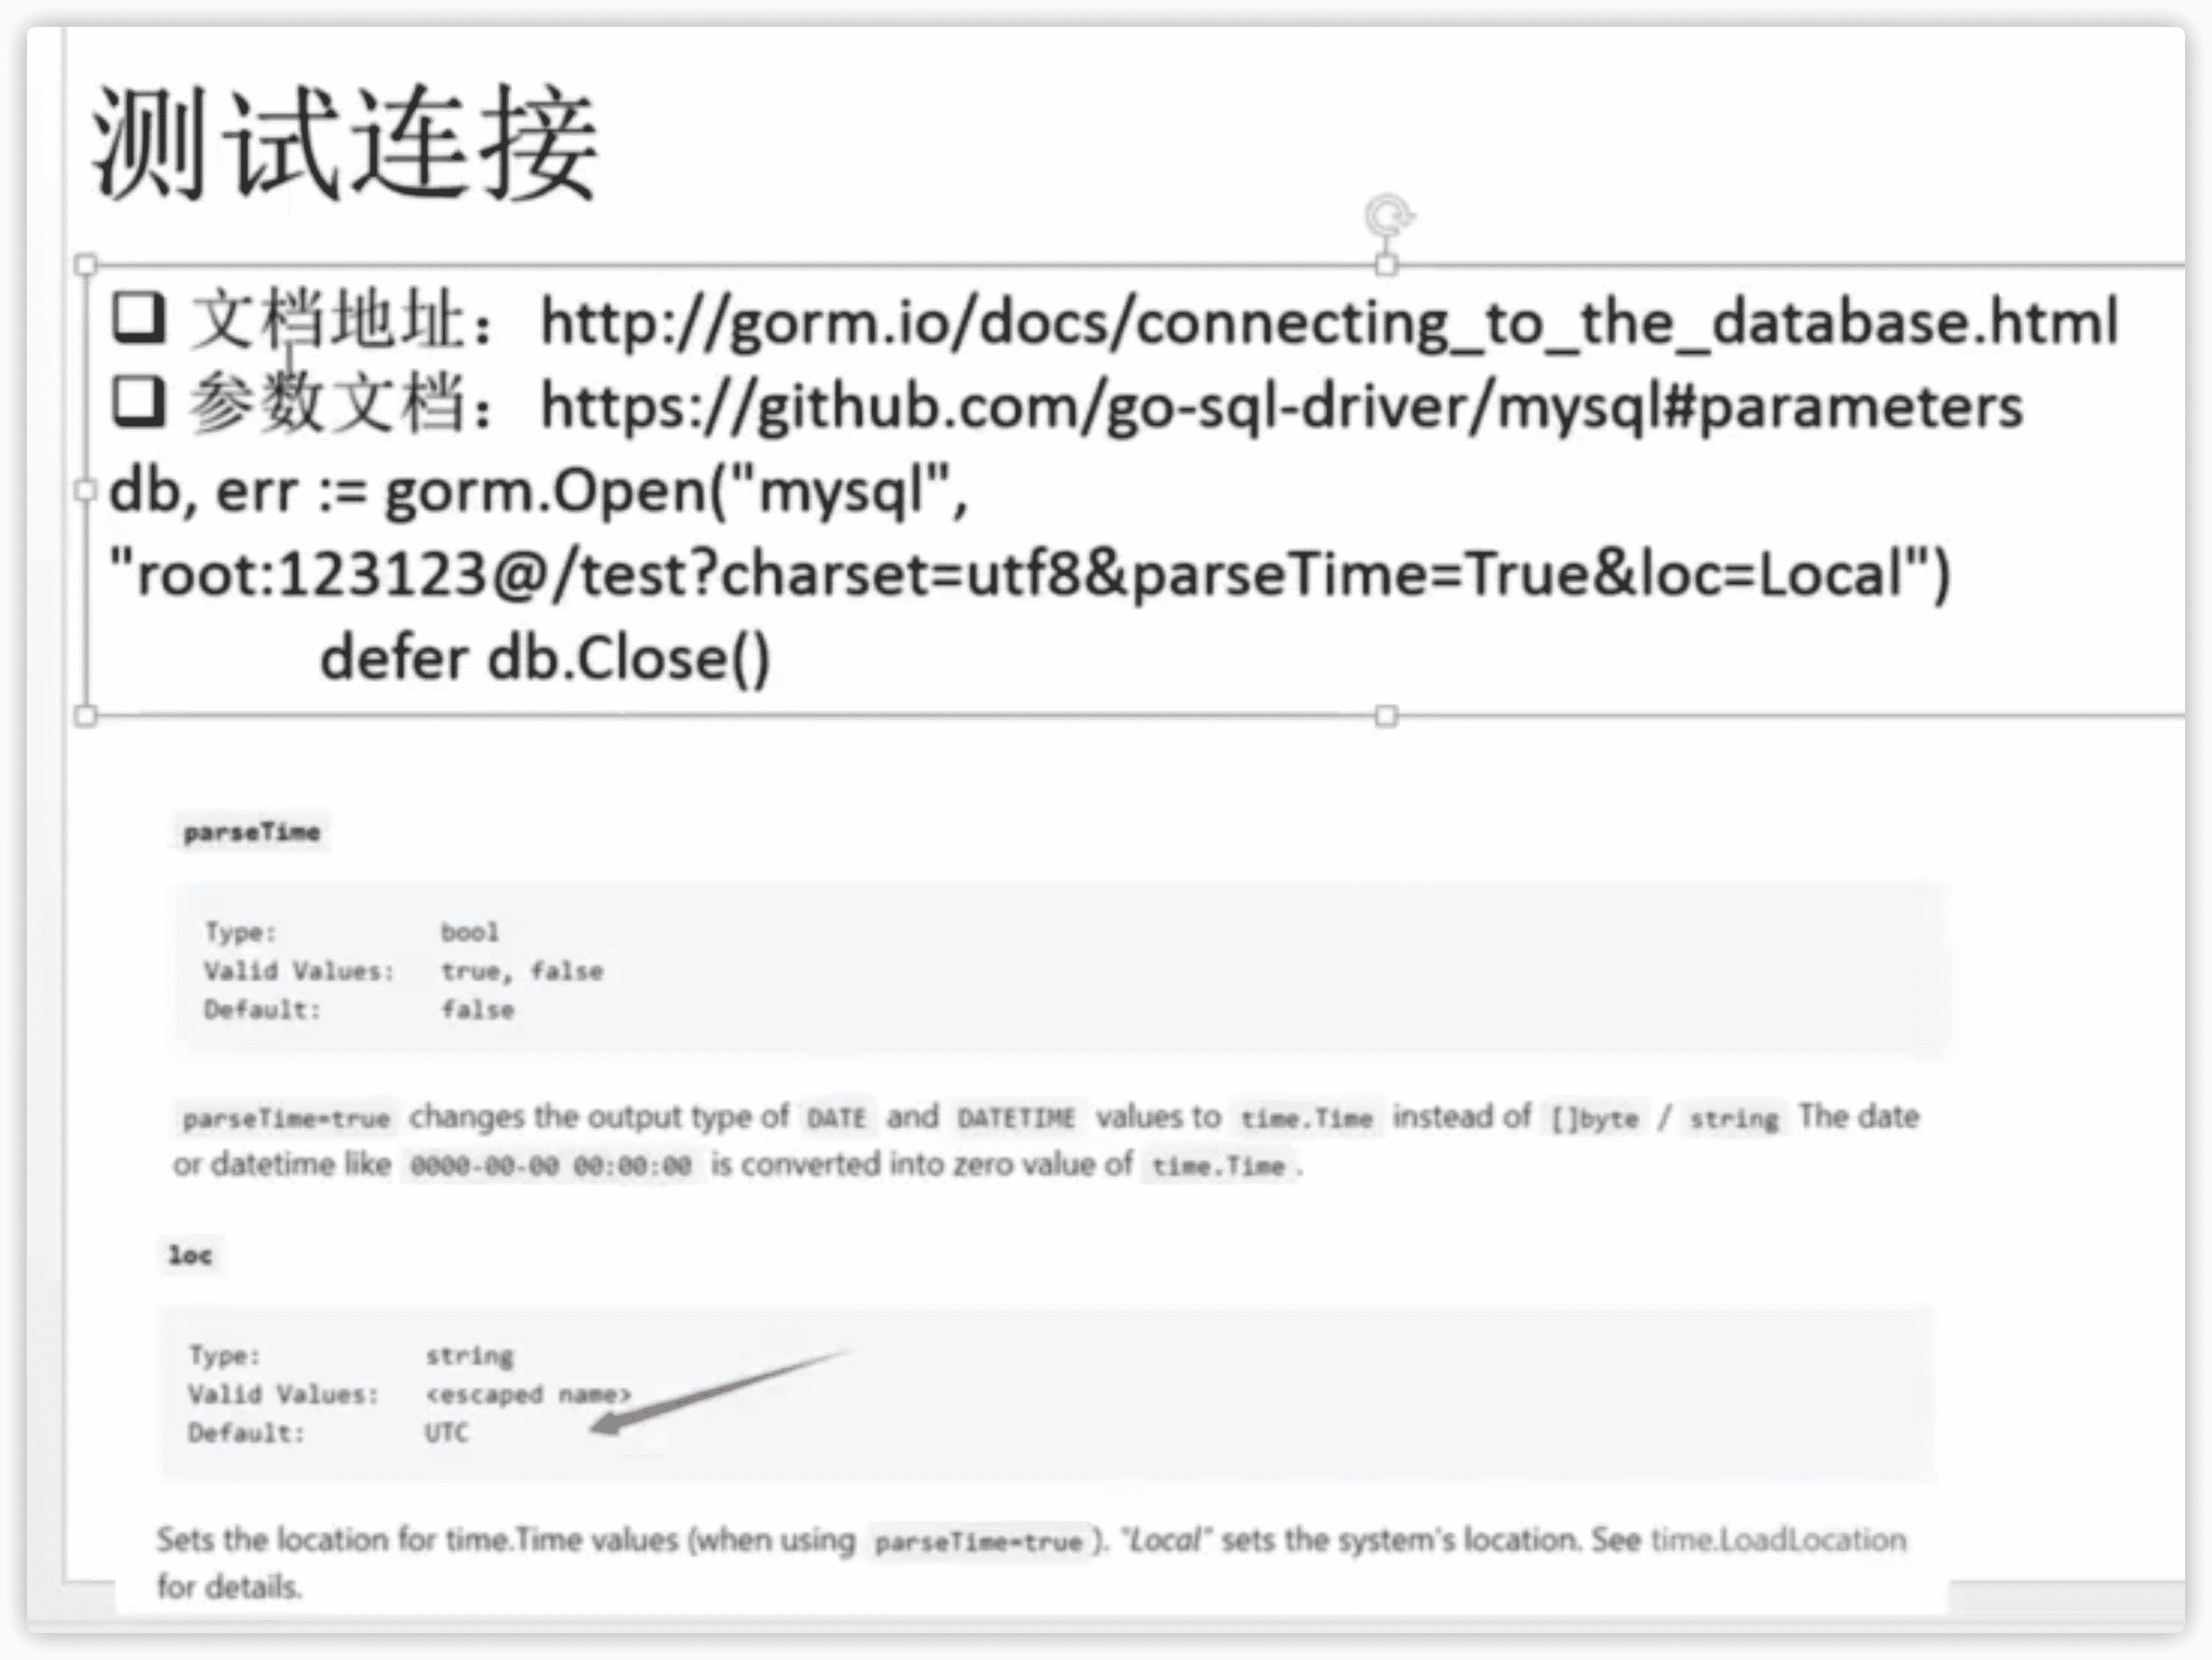 测试连接
文档地址：http://gorm.io/docs/connecting_to_the_database.html
参数文档：https://github.com/go-sql-driver/mysql#parameters
db, err := gorm.Open("mysql",
"root:123123@/test?charset=utf8&parseTime=True&loc=Local")
defer db.Close()
parseTime
Type: bool
Valid Values: true, false
Default: false
parseTime=true changes the output type of DATE and DATETIME values to time.Time instead of []byte / string The date
or datetime like 0000-00-00 00:00:00 is converted into zero value of time.Time.
loc
Type: string
Valid Values: <escaped name>
Default: UTC
Sets the location for time.Time values (when using parseTime=true). "Local" sets the system's location. See time.LoadLocation
for details.